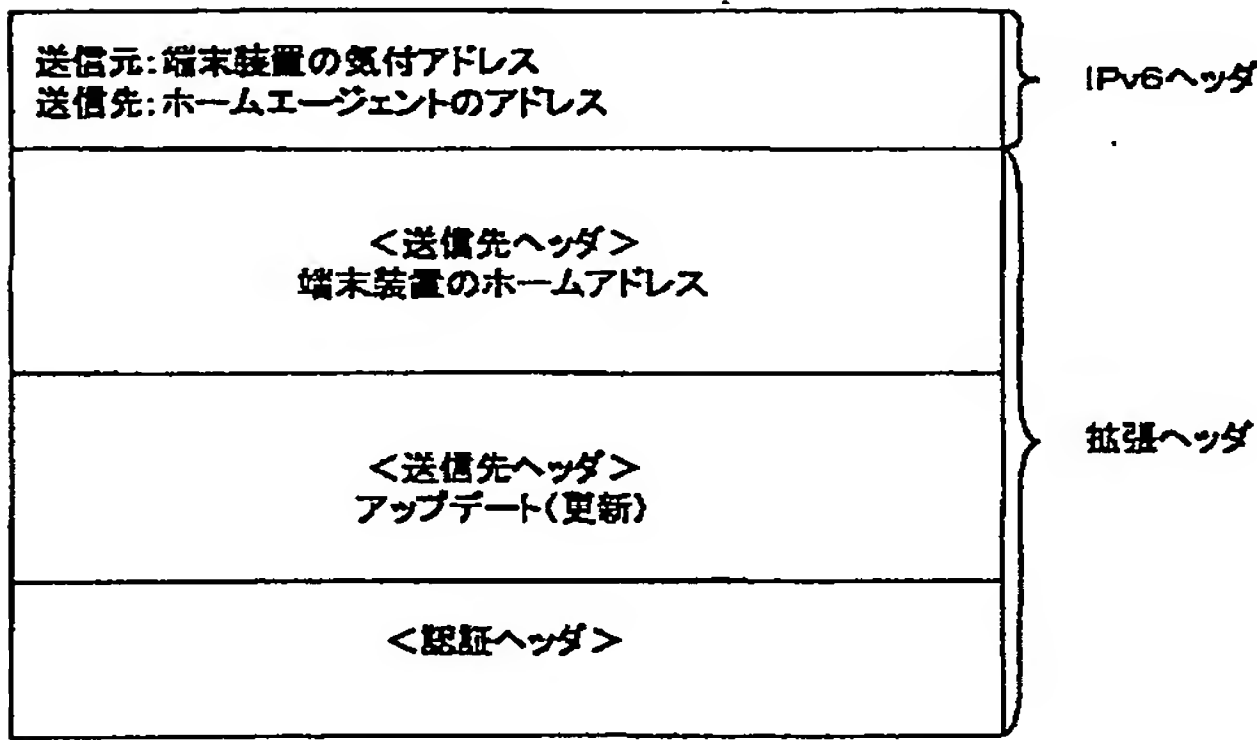 送信元:端末装置の気付アドレス
送信先:ホームエージェントのアドレス
IPv6ヘッダ
<送信先ヘッダ>
端末装置のホームアドレス
<送信先ヘッダ>
アップデート(更新)
拡張ヘッダ
<認証ヘッダ>